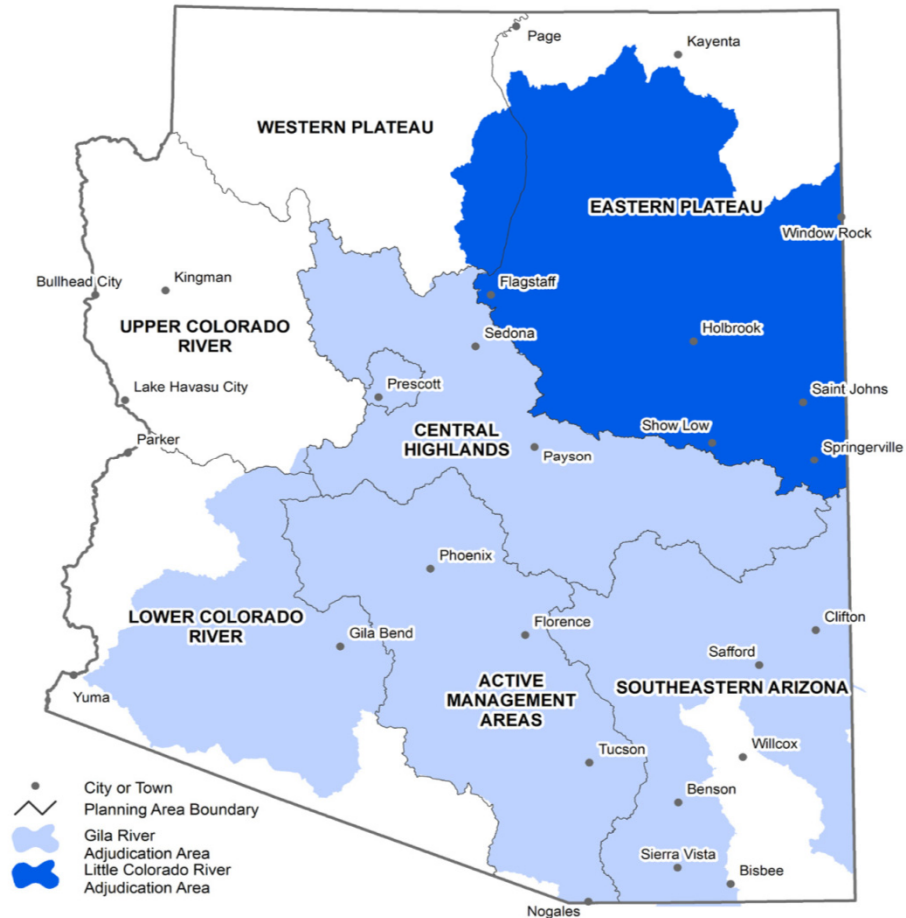 Page
Kayenta
WESTERN PLATEAU
EASTERN PLATEAU
Window Rock
Bullhead City
Kingman
Flagstaff
UPPER COLORADO
RIVER
Sedona
Holbrook
Lake Havasu City
Prescott
Saint Johns
Parker
CENTRAL
HIGHLANDS
Payson
Show Low
Springerville
Phoenix
LOWER COLORADO
RIVER
Gila Bend
Florence
Clifton
Safford
Yuma
ACTIVE
MANAGEMENT
AREAS
SOUTHEASTERN ARIZONA
Tucson
Willcox
Benson
Sierra Vista
Bisbee
Nogales
City or Town
Planning Area Boundary
Gila River
Adjudication Area
Little Colorado River
Adjudication Area